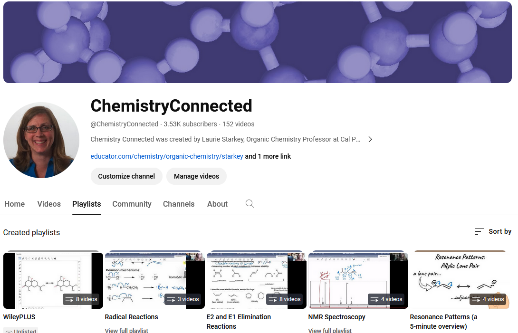 ChemistryConnected
@ChemistryConnected · 3.53K subscribers · 152 videos
Chemistry Connected was created by Laurie Starkey, Organic Chemistry Professor at Cal P...
educator.com/chemistry/organic-chemistry/starkey and 1 more link
Customize channel Manage videos
Home Videos Playlists Community Channels About
Created playlists Sort by
Resonance Patterns:
Allylic Lone Pair
a lone pair...
8 videos 3 videos 8 videos 4 videos 4 videos
WileyPLUS Radical Reactions E2 and E1 Elimination NMR Spectroscopy Resonance Patterns (a
Reactions 5-minute overview)
View full playlist View full playlist